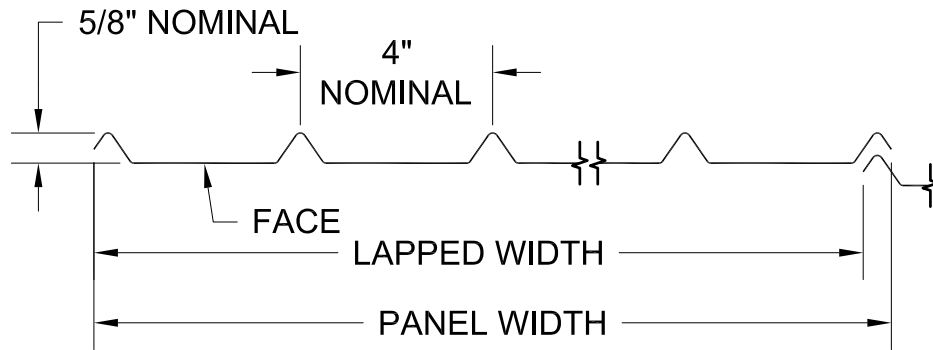 5/8" NOMINAL
4"
NOMINAL
FACE
LAPPED WIDTH
PANEL WIDTH